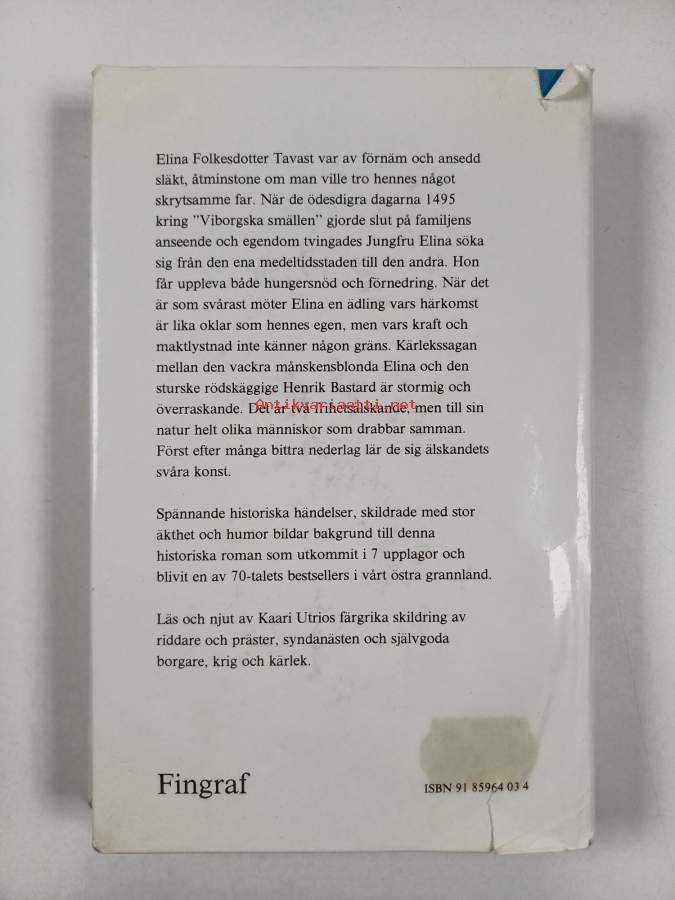 Elina Folkesdotter Tavast var av förnäm och ansedd
släkt, åtminstone om man ville tro hennes något
skrytsamme far. När de ödesdigra dagarna 1495
kring "Viborgska smällen" gjorde slut på familjens
anseende och egendom tvingades Jungfru Elina söka
sig från den ena medeltidsstaden till den andra. Hon
får uppleva både hungersnöd och förnedring. När det
är som svårast möter Elina en ädling vars härkomst
är lika oklar som hennes egen, men vars kraft och
maktlystnad inte känner någon gräns. Kärlekssagan
mellan den vackra månskensblonda Elina och den
sturske rödskäggige Henrik Bastard är stormig och
Antikvariaatti.net
överraskande. Det är två frihetsälskande, men till sin
natur helt olika människor som drabbar samman.
Först efter många bittra nederlag lär de sig älskandets
svåra konst.
Spännande historiska händelser, skildrade med stor
äkthet och humor bildar bakgrund till denna
historiska roman som utkommit i 7 upplagor och
blivit en av 70-talets bestsellers i vårt östra grannland.
Läs och njut av Kaari Utrios färgrika skildring av
riddare och präster, syndanästen och självgoda
borgare, krig och kärlek.
Fingraf
ISBN 91 85964 03 4